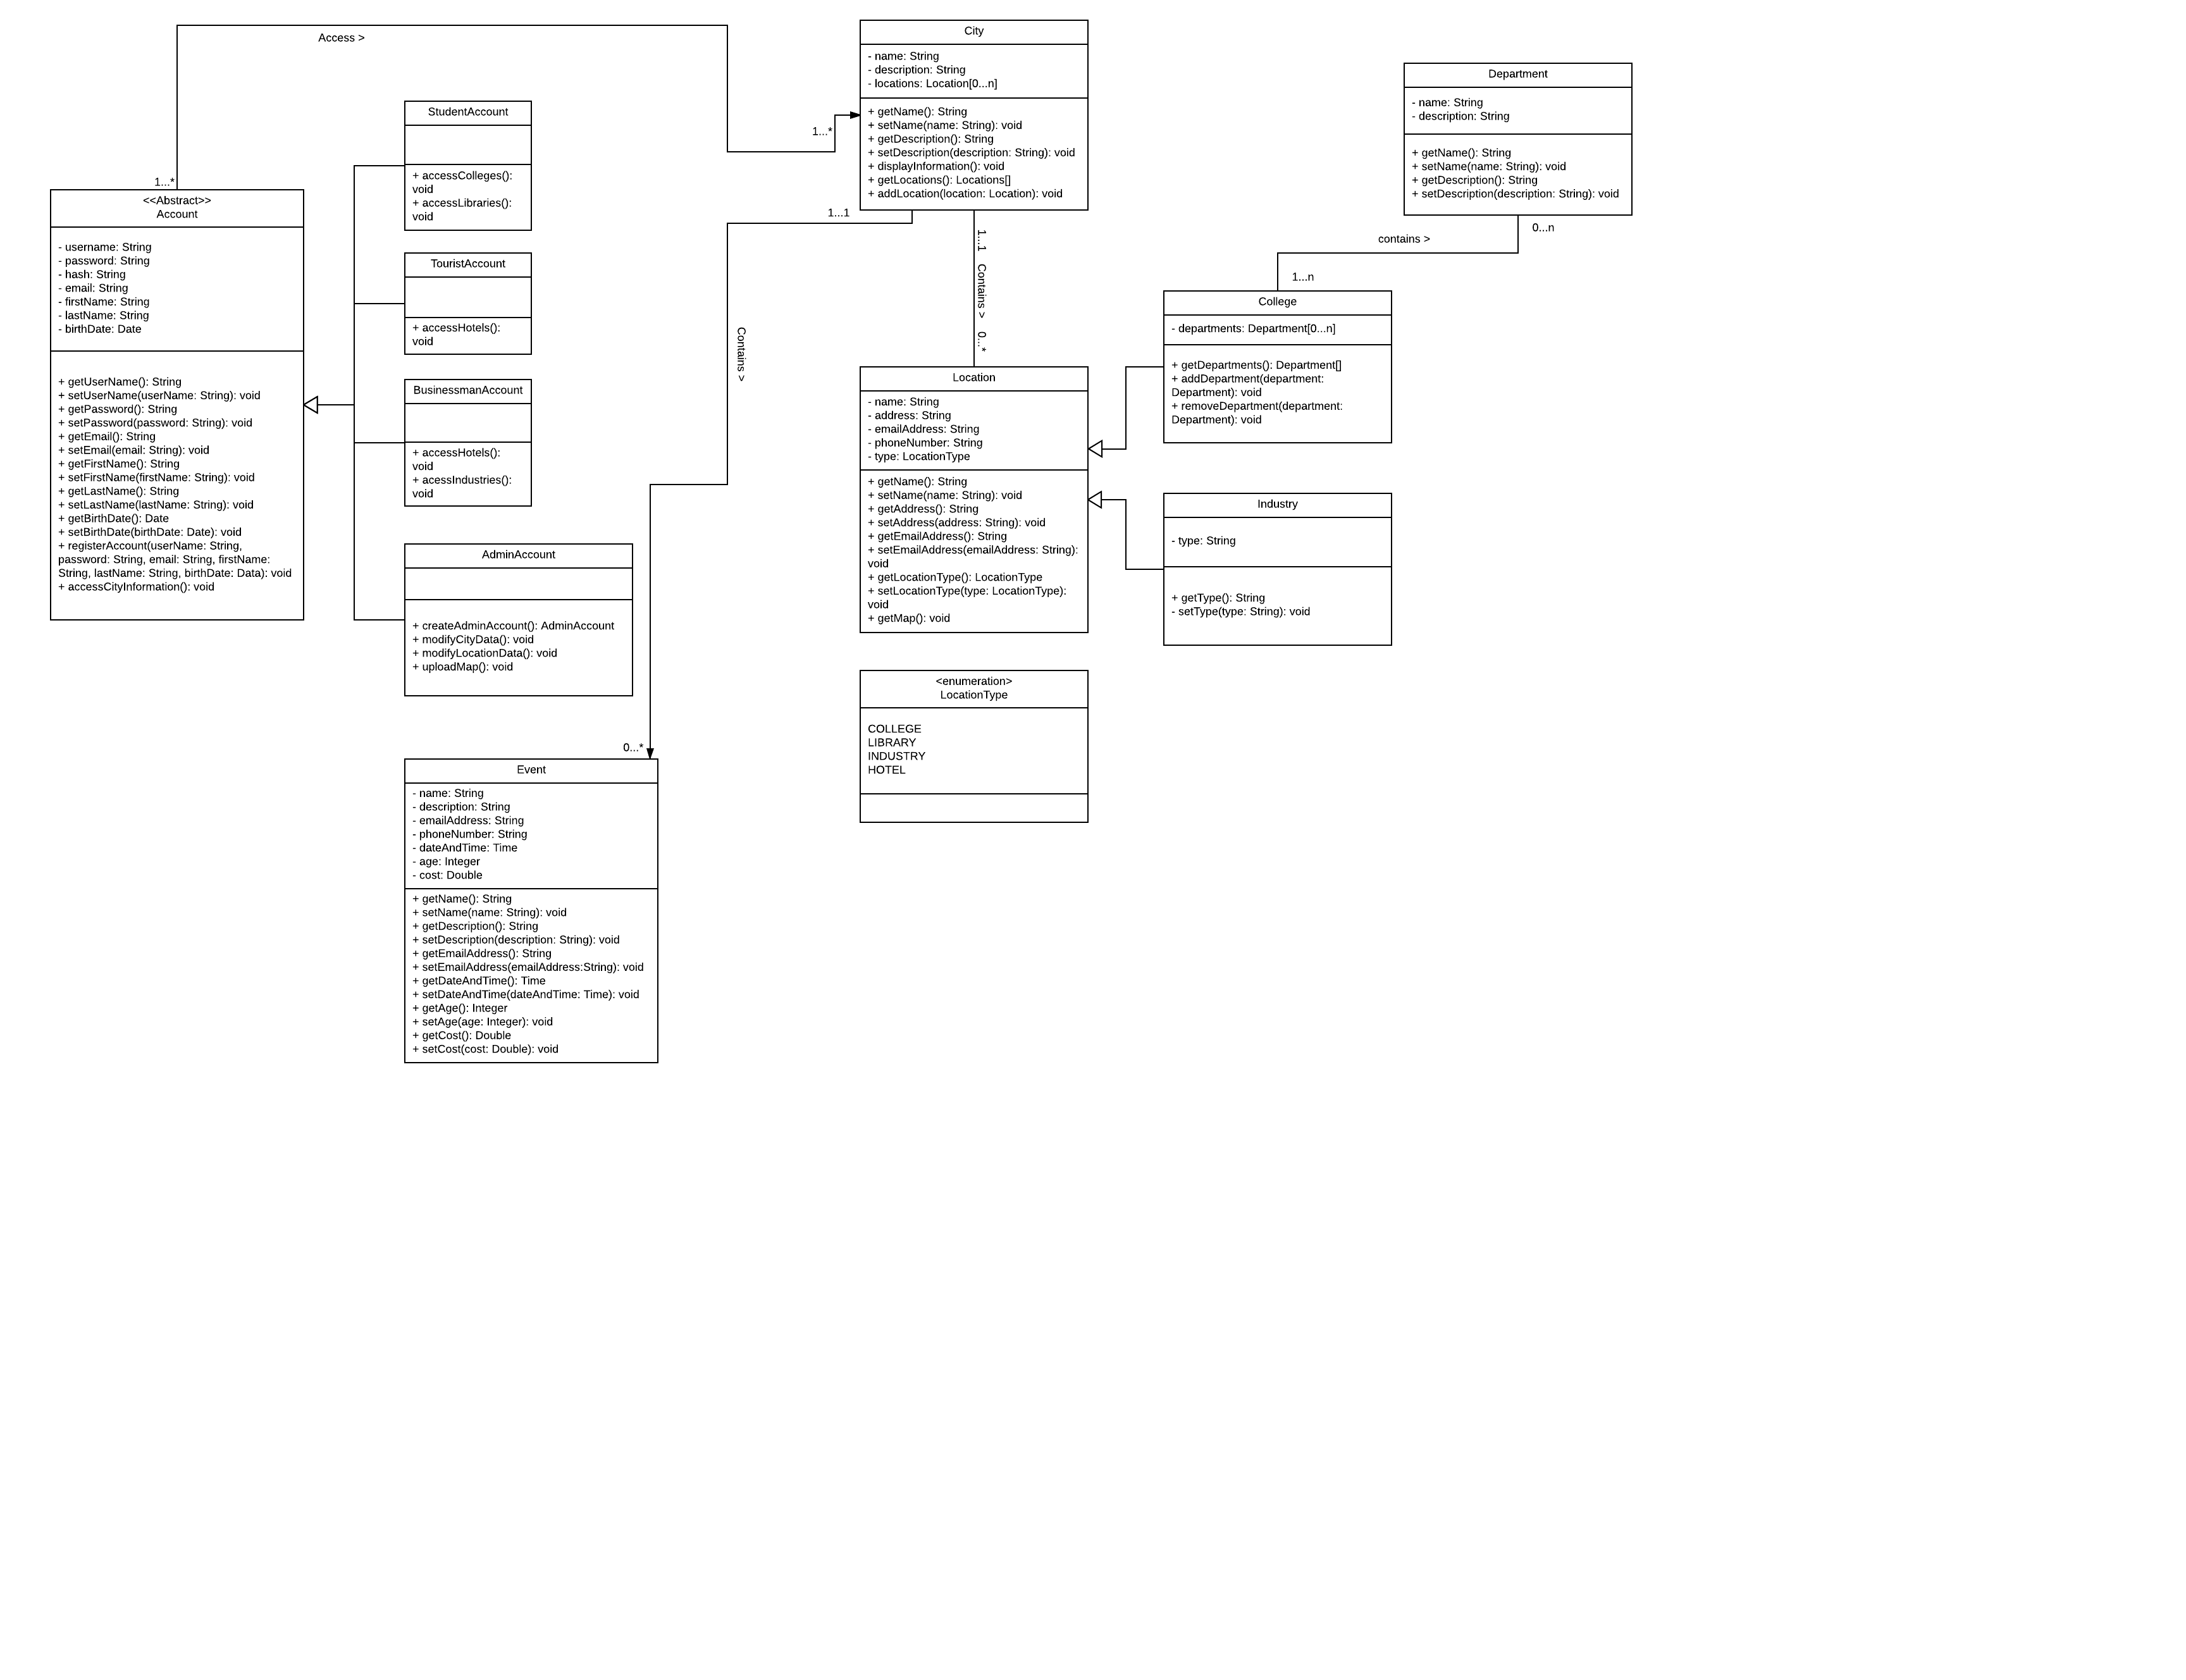 Access >
1...*
1...*
<<Abstract>>
Account
- username: String
- password: String
- hash: String
- email: String
- firstName: String
- lastName: String
- birthDate: Date
+ getUserName(): String
+ setUserName(userName: String): void
+ getPassword(): String
+ setPassword(password: String): void
+ getEmail(): String
+ setEmail(email: String): void
+ getFirstName(): String
+ setFirstName(firstName: String): void
+ getLastName(): String
+ setLastName(lastName: String): void
+ getBirthDate(): Date
+ setBirthDate(birthDate: Date): void
+ registerAccount(userName: String,
password: String, email: String, firstName:
String, lastName: String, birthDate: Data): void
+ accessCityInformation(): void
StudentAccount
+ accessColleges():
void
+ accessLibraries():
void
TouristAccount
+ accessHotels():
void
BusinessmanAccount
+ accessHotels():
void
+ acessIndustries():
void
AdminAccount
+ createAdminAccount(): AdminAccount
+ modifyCityData(): void
+ modifyLocationData(): void
+ uploadMap(): void
1...1
Contains >
0...*
Event
- name: String
- description: String
- emailAddress: String
- phoneNumber: String
- dateAndTime: Time
- age: Integer
- cost: Double
+ getName(): String
+ setName(name: String): void
+ getDescription(): String
+ setDescription(description: String): void
+ getEmailAddress(): String
+ setEmailAddress(emailAddress:String): void
+ getDateAndTime(): Time
+ setDateAndTime(dateAndTime: Time): void
+ getAge(): Integer
+ setAge(age: Integer): void
+ getCost(): Double
+ setCost(cost: Double): void
City
- name: String
- description: String
- locations: Location[0...n]
+ getName(): String
+ setName(name: String): void
+ getDescription(): String
+ setDescription(description: String): void
+ displayInformation(): void
+ getLocations(): Locations[]
+ addLocation(location: Location): void
1...1 Contains > 0...*
Location
- name: String
- address: String
- emailAddress: String
- phoneNumber: String
- type: LocationType
+ getName(): String
+ setName(name: String): void
+ getAddress(): String
+ setAddress(address: String): void
+ getEmailAddress(): String
+ setEmailAddress(emailAddress: String):
void
+ getLocationType(): LocationType
+ setLocationType(type: LocationType):
void
+ getMap(): void
<enumeration>
LocationType
COLLEGE
LIBRARY
INDUSTRY
HOTEL
Department
- name: String
- description: String
+ getName(): String
+ setName(name: String): void
+ getDescription(): String
+ setDescription(description: String): void
0...n
contains >
1...n
College
- departments: Department[0...n]
+ getDepartments(): Department[]
+ addDepartment(department:
Department): void
+ removeDepartment(department:
Department): void
Industry
- type: String
+ getType(): String
- setType(type: String): void